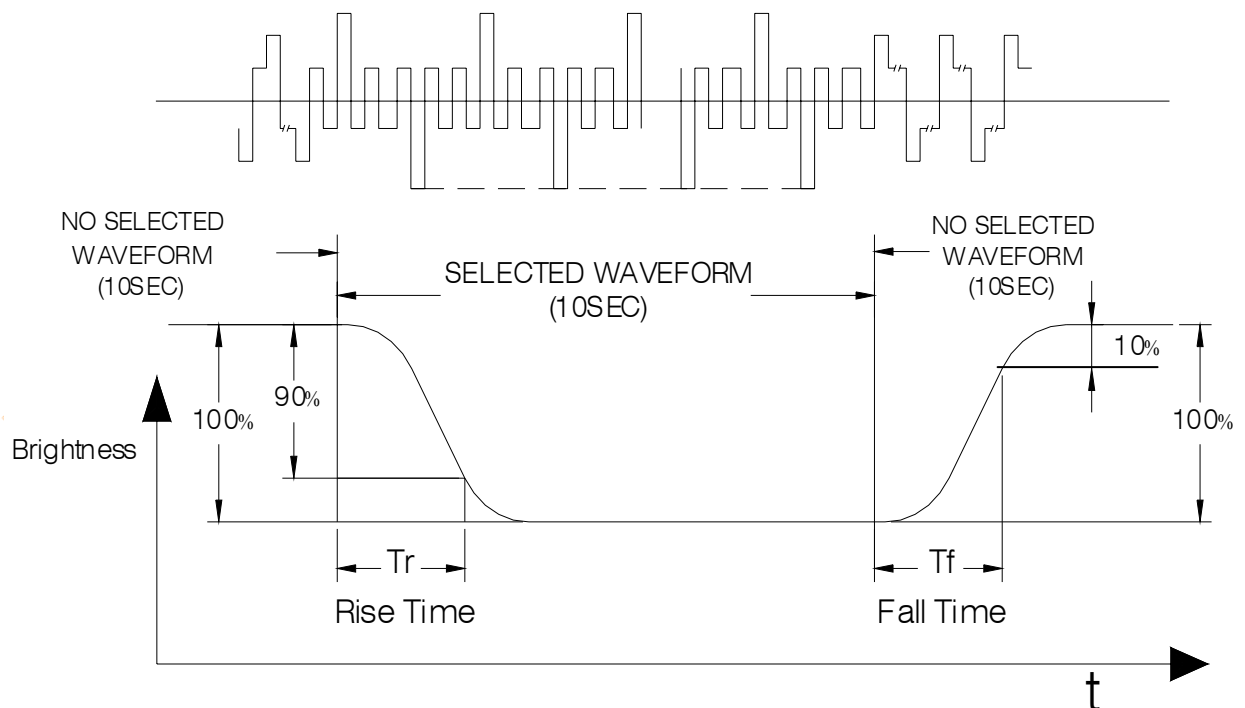 NO SELECTED
WAVEFORM
(10SEC)
SELECTED WAVEFORM
(10SEC)
NO SELECTED
WAVEFORM
(10SEC)
10%
90%
100%
100%
Brightness
Tr
Tf
Rise Time
Fall Time
t